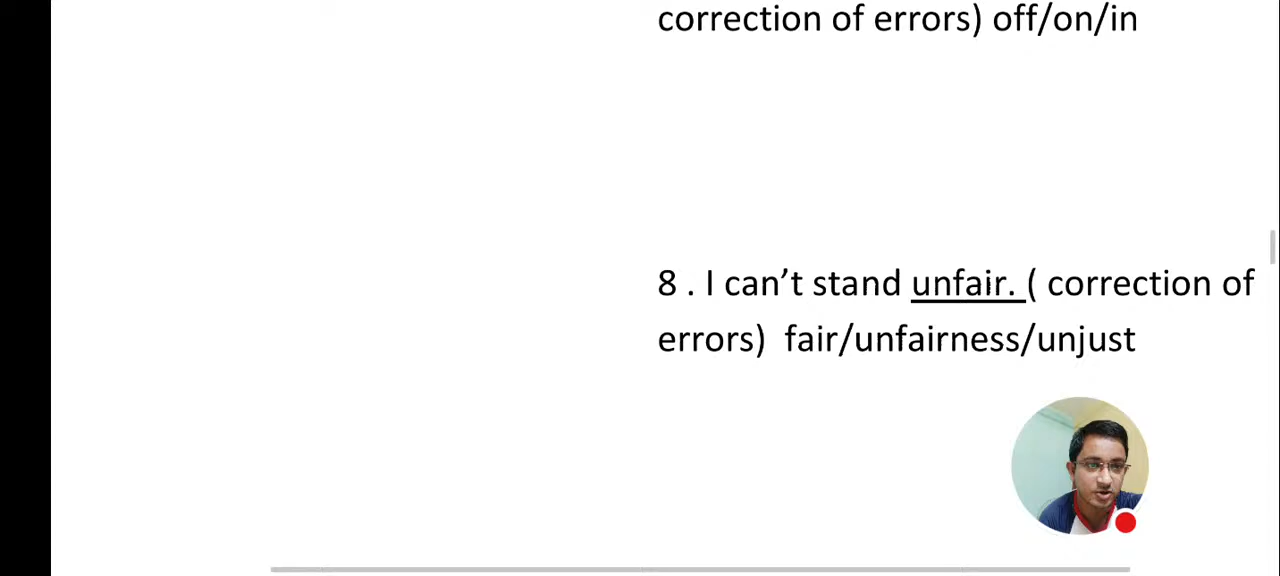 correction of errors) off/on/in
8 . I can’t stand unfair. ( correction of
errors)  fair/unfairness/unjust